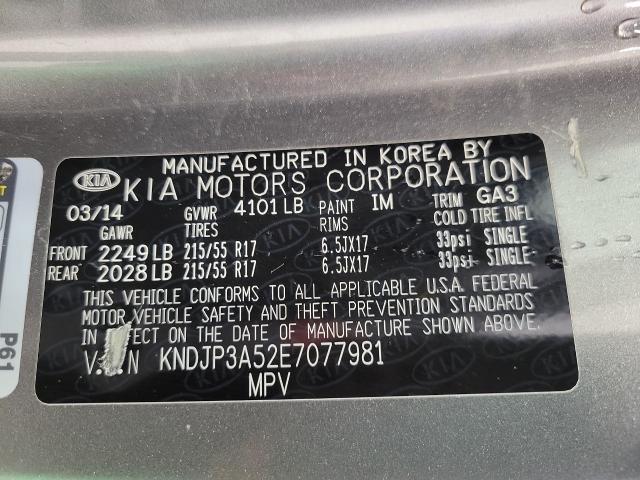 MANUFACTURED IN KOREA BY
KIA KIA MOTORS CORPORATION
03/14 GVWR 4101 LB PAINT IM TRIM GA3
GAWR TIRES RIMS COLD TIRE INFL
FRONT 2249 LB 215/55 R17 6.5JX17 33psi SINGLE
REAR 2028 LB 215/55 R17 6.5JX17 33psi SINGLE
THIS VEHICLE CONFORMS TO ALL APPLICABLE U.S.A. FEDERAL
MOTOR VEHICLE SAFETY AND THEFT PREVENTION STANDARDS
IN EFFECT ON THE DATE OF MANUFACTURE SHOWN ABOVE.
V.I.N KNDJP3A52E7077981
MPV
P61